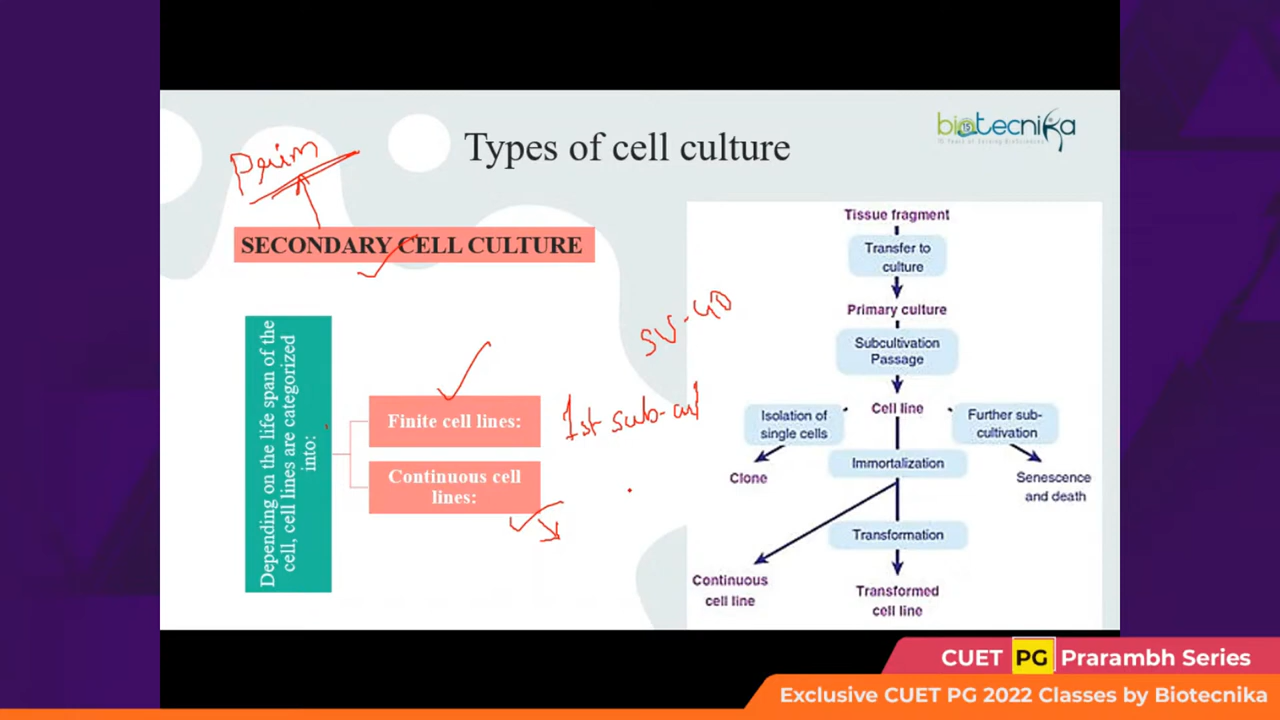 Types of cell culture
biotecnika
Prim
SECONDARY CELL CULTURE
Depending on the life span of the
cell, cell lines are categorized
into:
Finite cell lines:
Continuous cell
lines:
SV-40
1st sub-cul
Tissue fragment
Transfer to
culture
Primary culture
Subcultivation
Passage
Cell line
Isolation of
single cells
Further sub-
cultivation
Clone
Immortalization
Senescence
and death
Transformation
Continuous
cell line
Transformed
cell line
CUET PG Prarambh Series
Exclusive CUET PG 2022 Classes by Biotecnika